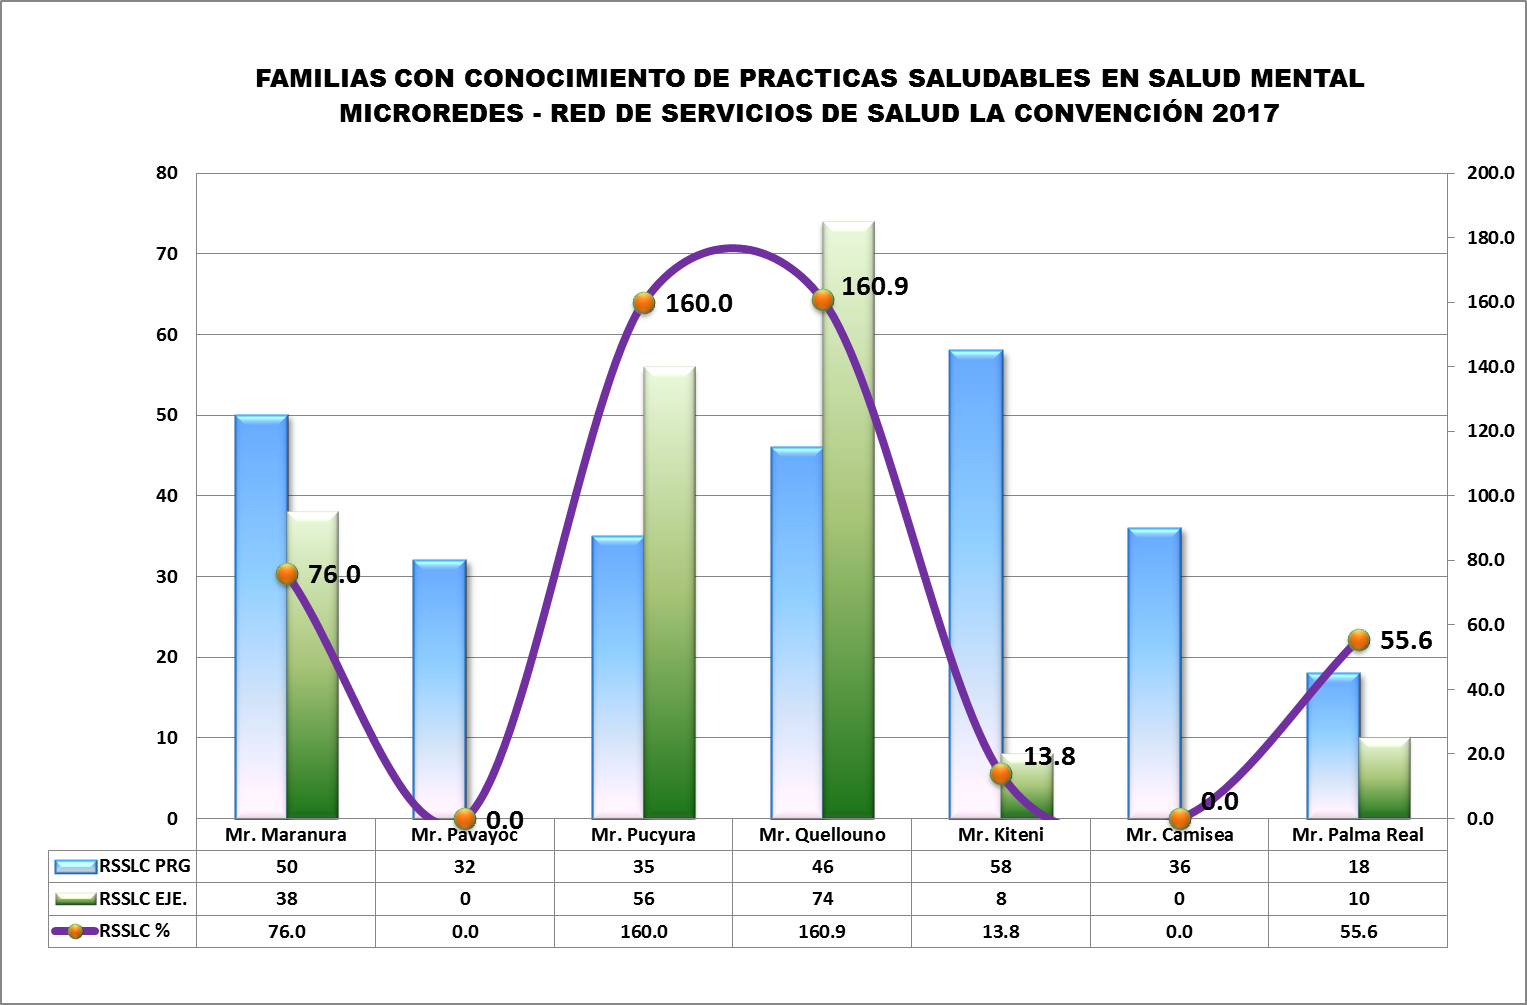 FAMILIAS CON CONOCIMIENTO DE PRACTICAS SALUDABLES EN SALUD MENTAL
MICROREDES - RED DE SERVICIOS DE SALUD LA CONVENCIÓN 2017
80 200.0
180.0
70
160.9
160.0 160.0
60
140.0
50
120.0
40 100.0
30 76.0 80.0
60.0
55.6
20
40.0
10 13.8 20.0
0 0.0 0.0 0.0
Mr. Maranura Mr. Pavayoc Mr. Pucyura Mr. Quellouno Mr. Kiteni Mr. Camisea Mr. Palma Real
RSSLC PRG 50 32 35 46 58 36 18
RSSLC EJE. 38 0 56 74 8 0 10
RSSLC % 76.0 0.0 160.0 160.9 13.8 0.0 55.6